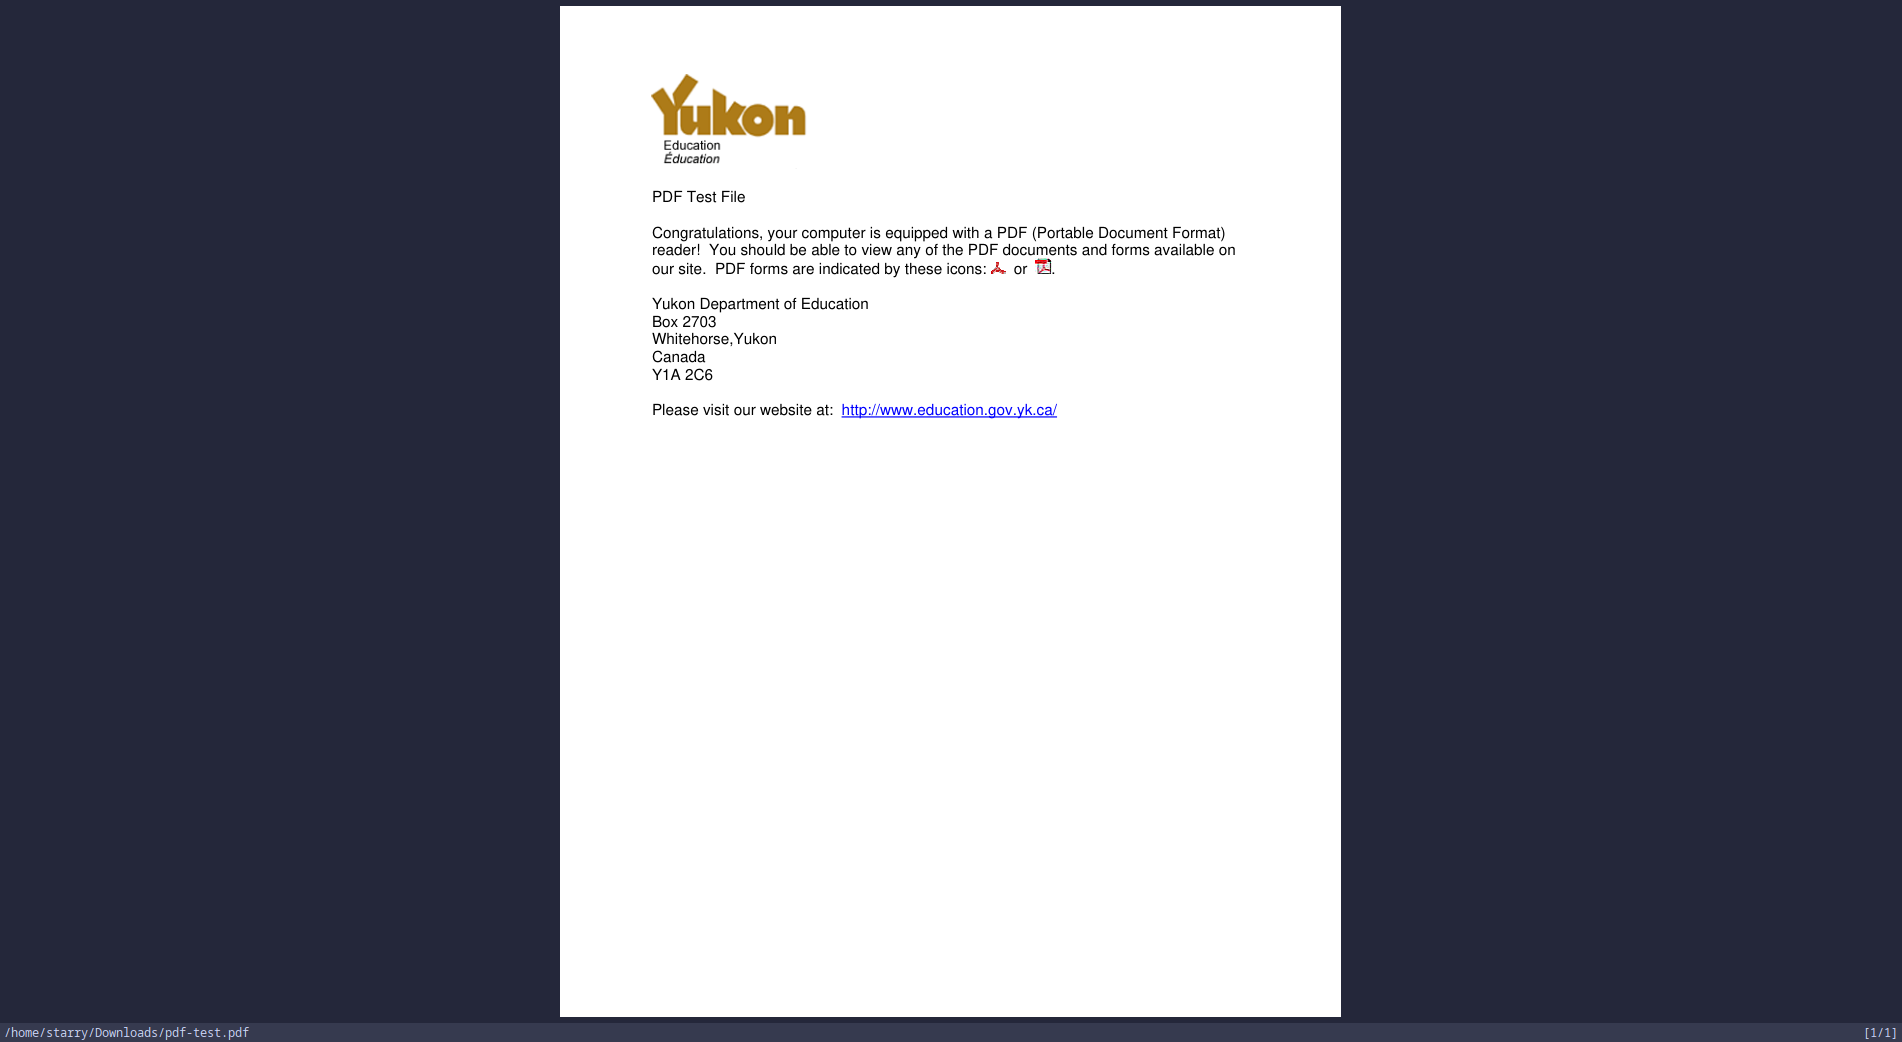 Yukon
Education
Éducation
PDF Test File
Congratulations, your computer is equipped with a PDF (Portable Document Format)
reader!  You should be able to view any of the PDF documents and forms available on
our site.  PDF forms are indicated by these icons:  or .
Yukon Department of Education
Box 2703
Whitehorse,Yukon
Canada
Y1A 2C6
Please visit our website at:  http://www.education.gov.yk.ca/
/home/starry/Downloads/pdf-test.pdf
[1/1]